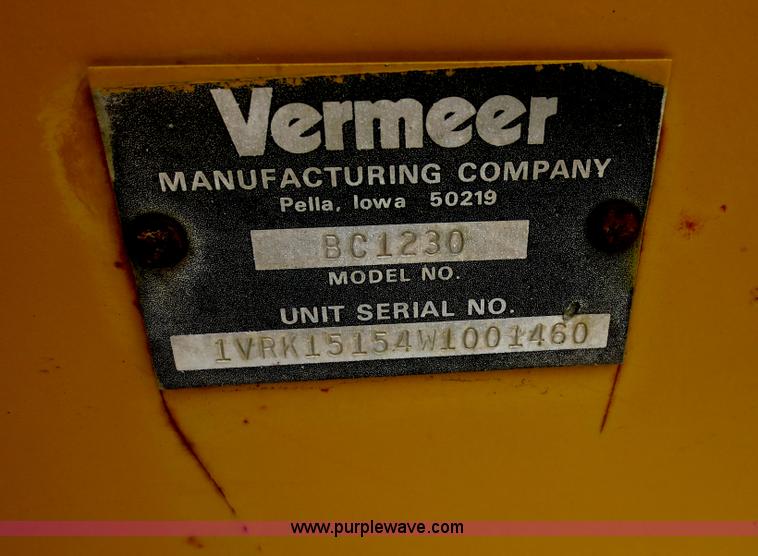 Vermeer
MANUFACTURING COMPANY
Pella, Iowa 50219
BC1230
MODEL NO.
UNIT SERIAL NO.
1VRK15154W1001460
www.purplewave.com